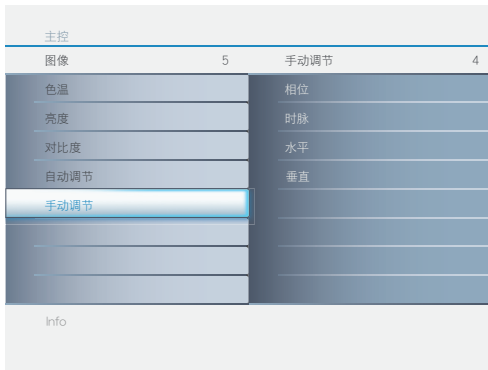 主控
图像 5 手动调节 4
色温 相位
亮度 时脉
对比度 水平
自动调节 垂直
手动调节
Info